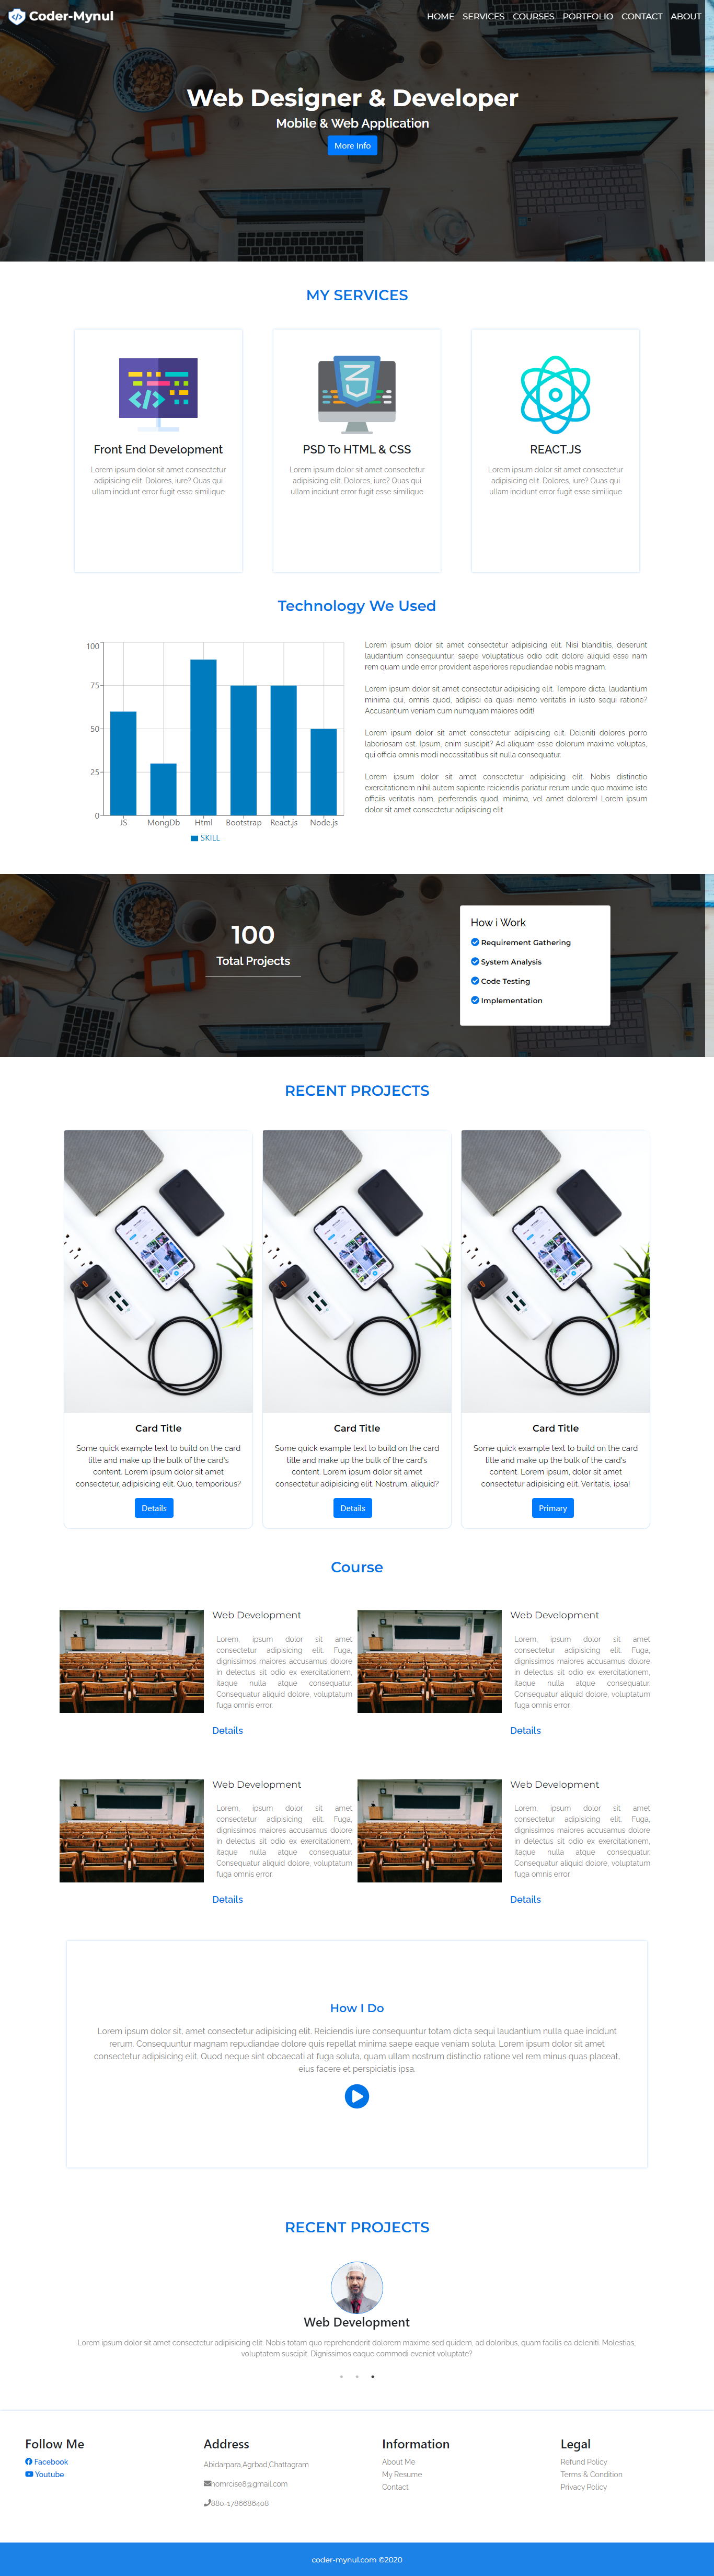 Coder-Mynul
HOME SERVICES COURSES PORTFOLIO CONTACT ABOUT
Web Designer & Developer
Mobile & Web Application
More Info
MY SERVICES
Front End Development
Lorem ipsum dolor sit amet consectetur
adipisicing elit. Dolores, iure? Quas qui
ullam incidunt error fugit esse similique
PSD To HTML & CSS
Lorem ipsum dolor sit amet consectetur
adipisicing elit. Dolores, iure? Quas qui
ullam incidunt error fugit esse similique
REACT.JS
Lorem ipsum dolor sit amet consectetur
adipisicing elit. Dolores, iure? Quas qui
ullam incidunt error fugit esse similique
Technology We Used
100
75
50
25
0
JS MongDb Html Bootstrap React.js Node.js
SKILL
Lorem ipsum dolor sit amet consectetur adipisicing elit. Nisi blanditiis, deserunt
laudantium consequuntur, saepe voluptatibus odio odit dolore aliquid esse nam
rem quam unde error provident asperiores repudiandae nobis magnam.
Lorem ipsum dolor sit amet consectetur adipisicing elit. Tempore dicta, laudantium
minima qui, omnis quod, adipisci ea quasi nemo veritatis in iusto sequi ratione?
Accusantium veniam cum numquam maiores odit!
Lorem ipsum dolor sit amet consectetur adipisicing elit. Deleniti dolores porro
laboriosam est. Ipsum, enim suscipit? Ad aliquam esse dolorum maxime voluptas,
qui officia omnis modi necessitatibus sit nulla consequatur.
Lorem ipsum dolor sit amet consectetur adipisicing elit. Nobis distinctio
exercitationem nihil autem sapiente reiciendis pariatur rerum unde quo maxime iste
officiis veritatis nam, perferendis quod, minima, vel amet dolorem! Lorem ipsum
dolor sit amet consectetur adipisicing elit
100
Total Projects
How i Work
Requirement Gathering
System Analysis
Code Testing
Implementation
RECENT PROJECTS
Card Title
Some quick example text to build on the card
title and make up the bulk of the card's
content. Lorem ipsum dolor sit amet
consectetur, adipisicing elit. Quo, temporibus?
Details
Card Title
Some quick example text to build on the card
title and make up the bulk of the card's
content. Lorem ipsum dolor sit amet
consectetur adipisicing elit. Nostrum, aliquid?
Details
Card Title
Some quick example text to build on the card
title and make up the bulk of the card's
content. Lorem ipsum, dolor sit amet
consectetur adipisicing elit. Veritatis, ipsa!
Primary
Course
Web Development
Lorem, ipsum dolor sit amet
consectetur adipisicing elit. Fuga,
dignissimos maiores accusamus dolore
in delectus sit odio ex exercitationem,
itaque nulla atque consequatur.
Consequatur aliquid dolore, voluptatum
fuga omnis error.
Details
Web Development
Lorem, ipsum dolor sit amet
consectetur adipisicing elit. Fuga,
dignissimos maiores accusamus dolore
in delectus sit odio ex exercitationem,
itaque nulla atque consequatur.
Consequatur aliquid dolore, voluptatum
fuga omnis error.
Details
Web Development
Lorem, ipsum dolor sit amet
consectetur adipisicing elit. Fuga,
dignissimos maiores accusamus dolore
in delectus sit odio ex exercitationem,
itaque nulla atque consequatur.
Consequatur aliquid dolore, voluptatum
fuga omnis error.
Details
Web Development
Lorem, ipsum dolor sit amet
consectetur adipisicing elit. Fuga,
dignissimos maiores accusamus dolore
in delectus sit odio ex exercitationem,
itaque nulla atque consequatur.
Consequatur aliquid dolore, voluptatum
fuga omnis error.
Details
How I Do
Lorem ipsum dolor sit, amet consectetur adipisicing elit. Reiciendis iure consequuntur totam dicta sequi laudantium nulla quae incidunt
rerum. Consequuntur magnam repudiandae dolore quis repellat minima saepe eaque veniam soluta. Lorem ipsum dolor sit amet
consectetur adipisicing elit. Quod neque sint obcaecati at fuga soluta, quam ullam nostrum distinctio ratione vel rem minus quas placeat,
eius facere et perspiciatis ipsa.
RECENT PROJECTS
Web Development
Lorem ipsum dolor sit amet consectetur adipisicing elit. Nobis totam quo reprehenderit dolorem maxime sed quidem, ad doloribus, quam facilis ea deleniti. Molestias,
voluptatem suscipit. Dignissimos eaque commodi eveniet voluptate?
Follow Me
Facebook
Youtube
Address
Abidarpara,Agrbad,Chattagram
homrcise8@gmail.com
880-1786686408
Information
About Me
My Resume
Contact
Legal
Refund Policy
Terms & Condition
Privacy Policy
coder-mynul.com ©2020